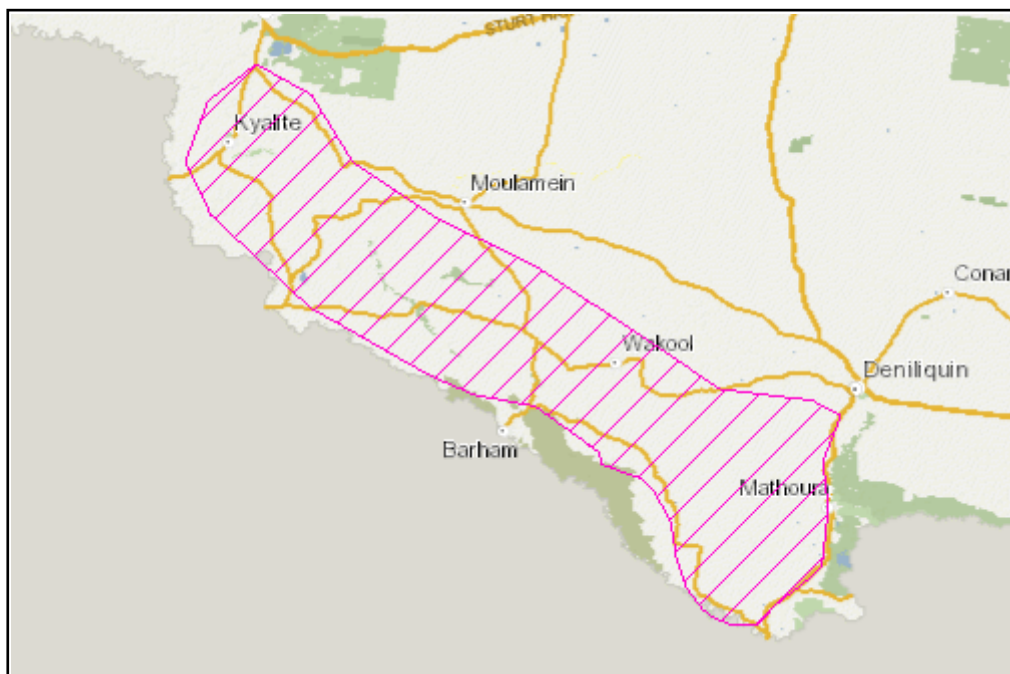 STURT
Kyalite
Moulamein
Conar
Wakool
Deniliquin
Barham
Mathoura